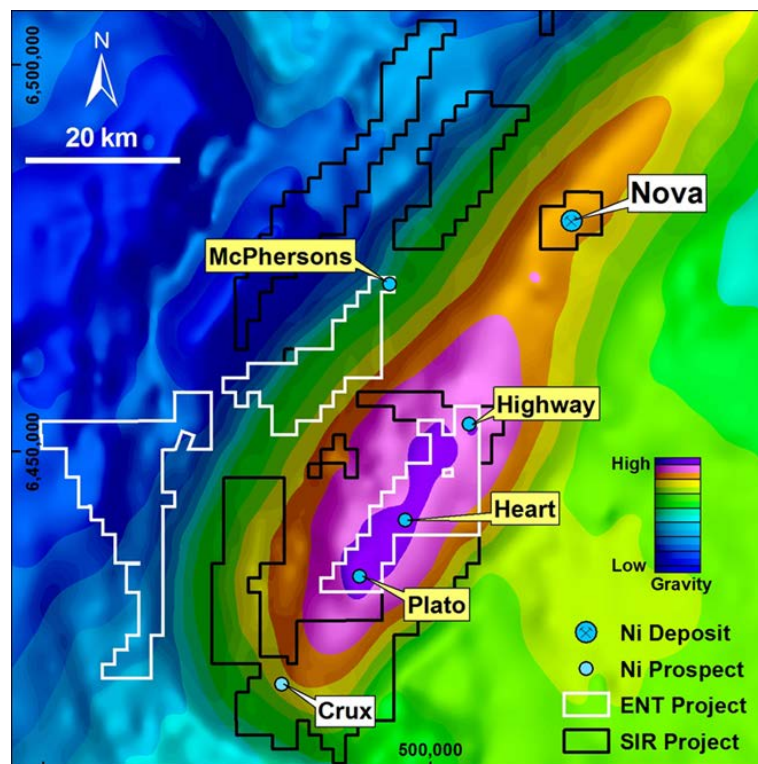 6,500,000
N
20 km
Nova
McPhersons
Highway
6,450,000
High
Heart
Low
Gravity
Plato
Ni Deposit
Ni Prospect
Crux
ENT Project
500,000
SIR Project